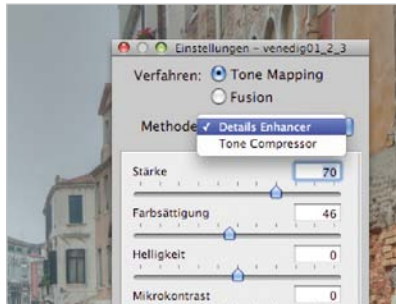 Einstellungen – venedig01_2_3
Verfahren: Tone Mapping
Fusion
Methode ✓ Details Enhancer
Tone Compressor
Stärke 70
Farbsättigung 46
Helligkeit 0
Mikrokontrast 0